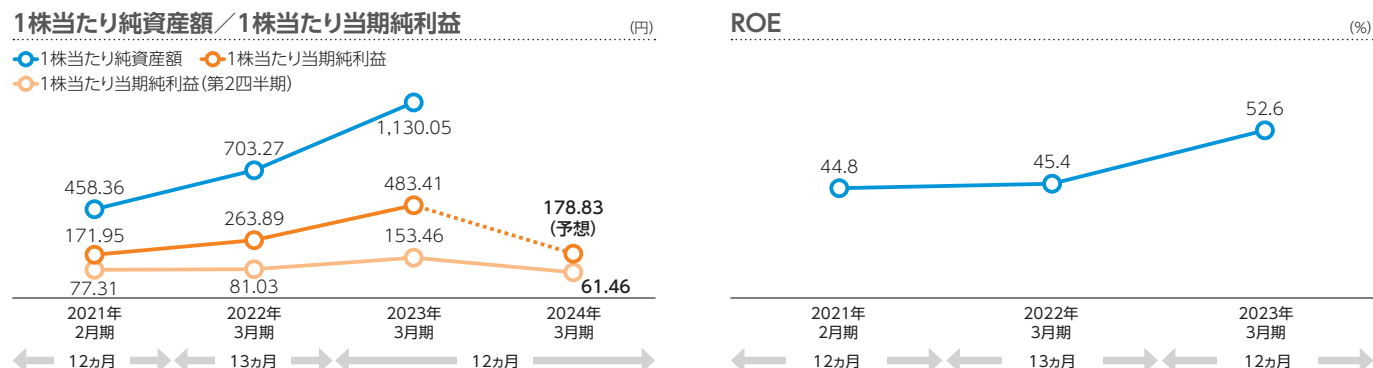 1株当たり純資産額／1株当たり当期純利益 (円)
1株当たり純資産額 1株当たり当期純利益
1株当たり当期純利益(第2四半期)
458.36
703.27
1,130.05
171.95
263.89
483.41
178.83
(予想)
77.31
81.03
153.46
61.46
2021年
2月期
2022年
3月期
2023年
3月期
2024年
3月期
12ヵ月
13ヵ月
12ヵ月
ROE (%)
44.8
45.4
52.6
2021年
2月期
2022年
3月期
2023年
3月期
12ヵ月
13ヵ月
12ヵ月